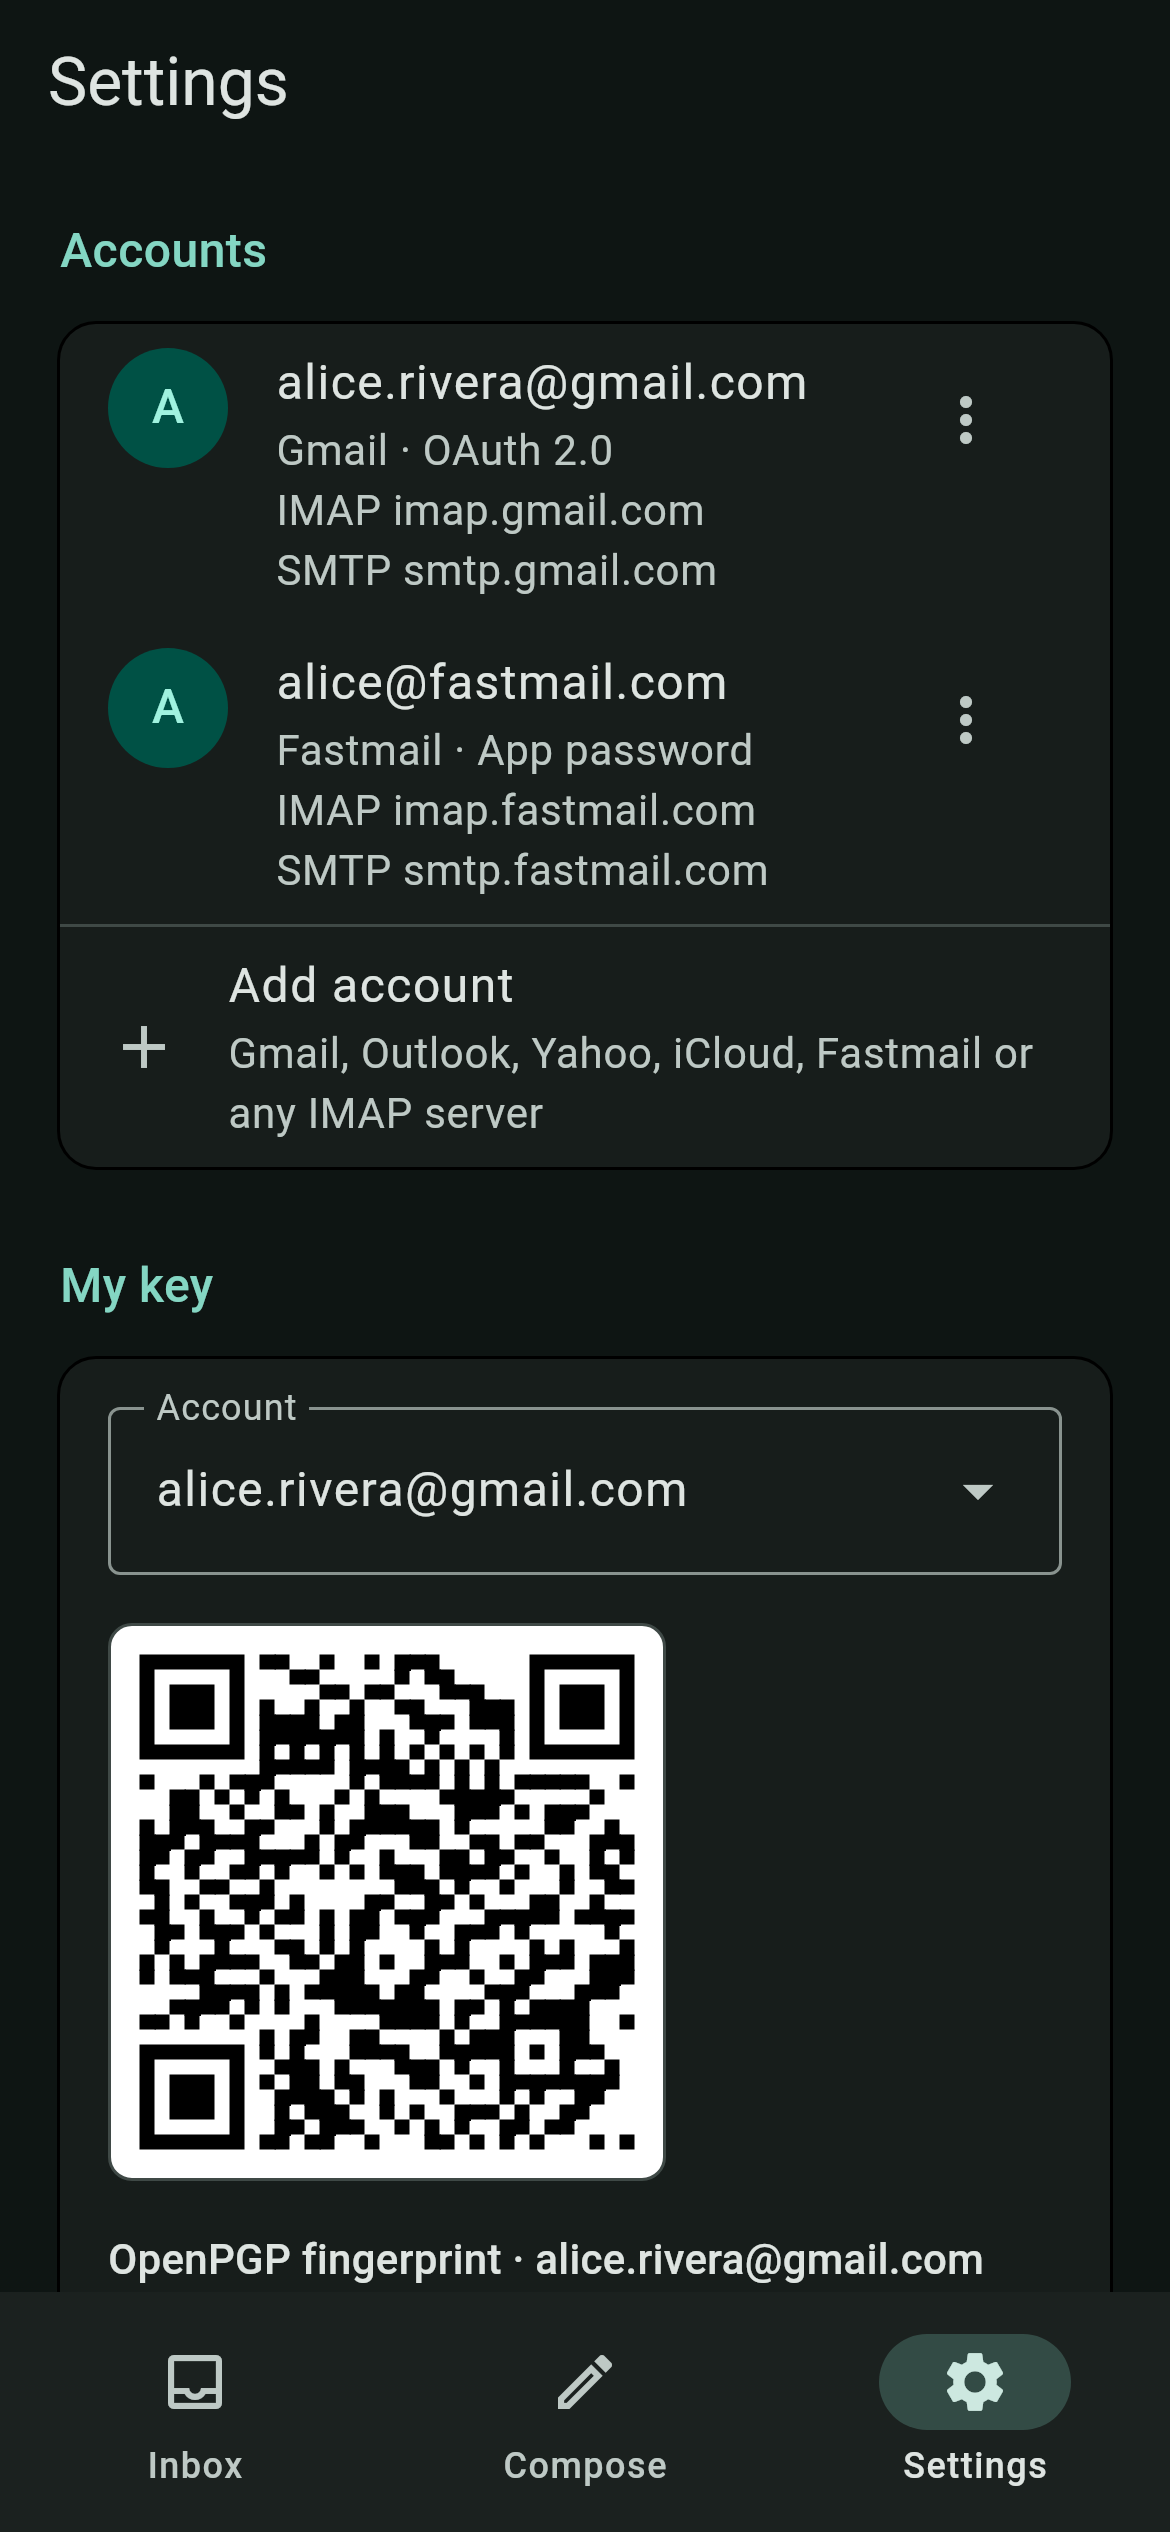 Settings
Accounts
A
alice.rivera@gmail.com
Gmail · OAuth 2.0
IMAP imap.gmail.com
SMTP smtp.gmail.com
A
alice@fastmail.com
Fastmail · App password
IMAP imap.fastmail.com
SMTP smtp.fastmail.com
Add account
Gmail, Outlook, Yahoo, iCloud, Fastmail or
any IMAP server
My key
Account
alice.rivera@gmail.com
OpenPGP fingerprint · alice.rivera@gmail.com
Inbox
Compose
Settings